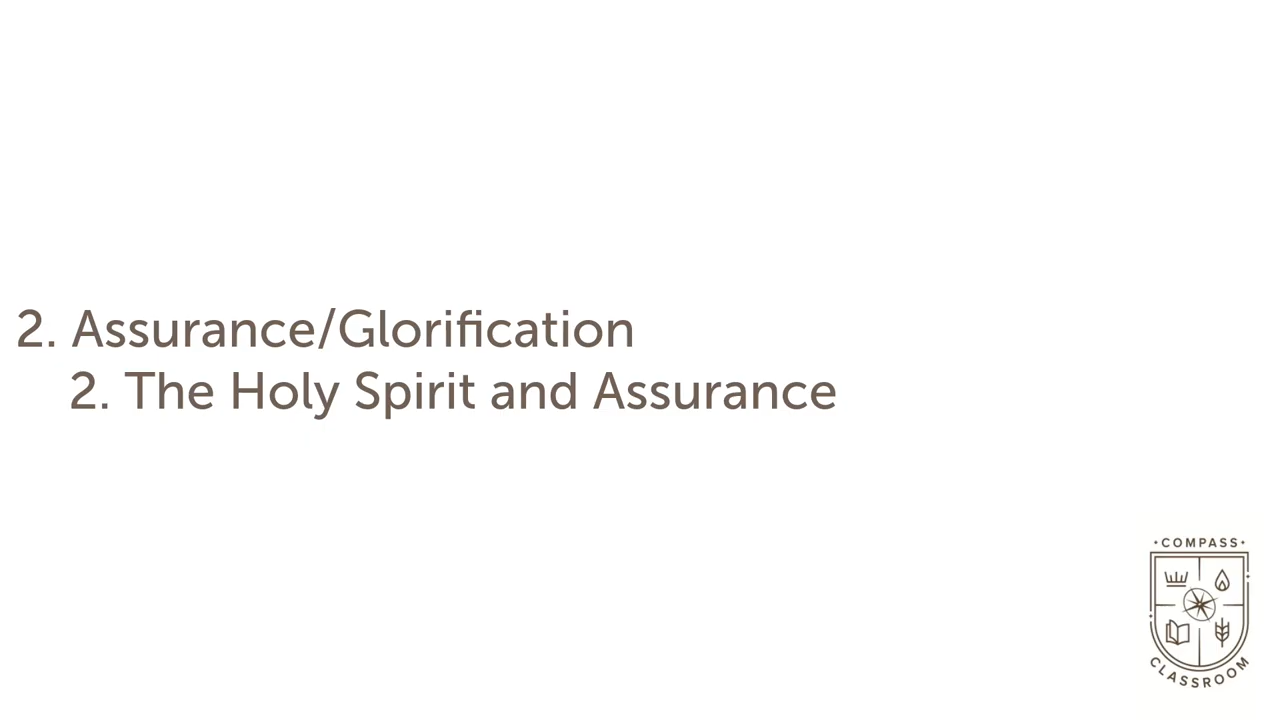 2. Assurance/Glorification
2. The Holy Spirit and Assurance
• COMPASS •
CLASSROOM